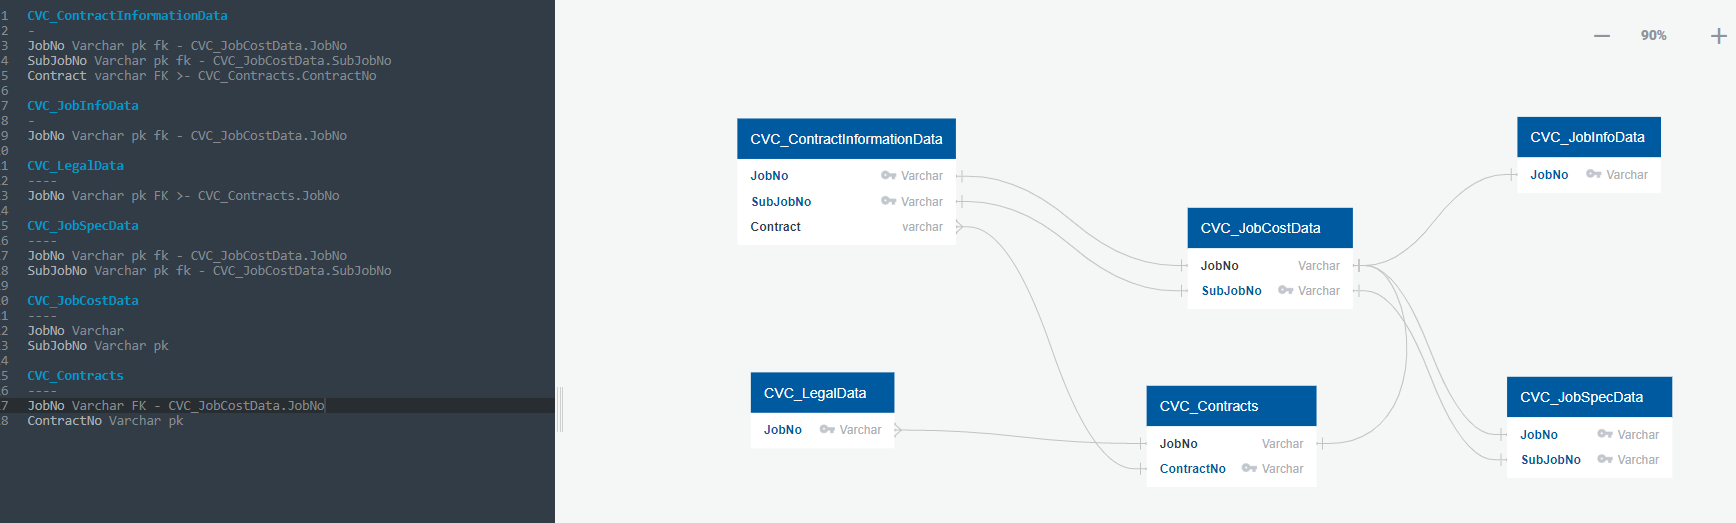 1 CVC_ContractInformationData
2 -
3 JobNo Varchar pk fk - CVC_JobCostData.JobNo
4 SubJobNo Varchar pk fk - CVC_JobCostData.SubJobNo
5 Contract varchar FK >- CVC_Contracts.ContractNo
6
7 CVC_JobInfoData
8 -
9 JobNo Varchar pk fk - CVC_JobCostData.JobNo
0
1 CVC_LegalData
2 ----
3 JobNo Varchar pk FK >- CVC_Contracts.JobNo
4
5 CVC_JobSpecData
6 ----
7 JobNo Varchar pk fk - CVC_JobCostData.JobNo
8 SubJobNo Varchar pk fk - CVC_JobCostData.SubJobNo
9
0 CVC_JobCostData
1 ----
2 JobNo Varchar
3 SubJobNo Varchar pk
4
5 CVC_Contracts
6 ----
7 JobNo Varchar FK - CVC_JobCostData.JobNo
8 ContractNo Varchar pk
90%
CVC_ContractInformationData
JobNo Varchar
SubJobNo Varchar
Contract varchar
CVC_JobInfoData
JobNo Varchar
CVC_JobCostData
JobNo Varchar
SubJobNo Varchar
CVC_LegalData
JobNo Varchar
CVC_Contracts
JobNo Varchar
ContractNo Varchar
CVC_JobSpecData
JobNo Varchar
SubJobNo Varchar